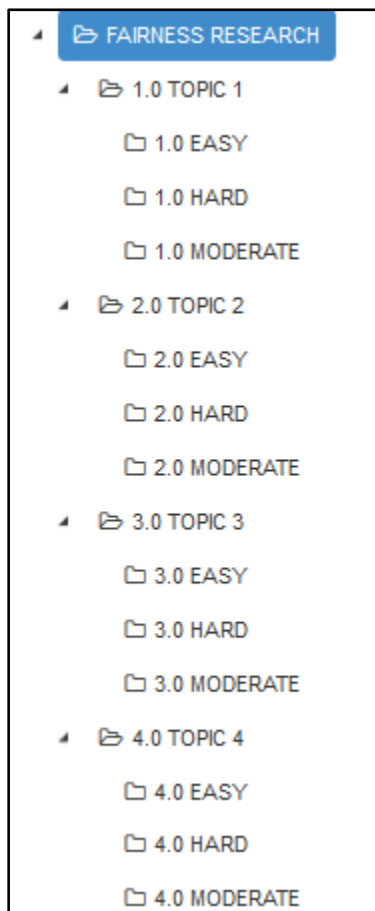 FAIRNESS RESEARCH
1.0 TOPIC 1
1.0 EASY
1.0 HARD
1.0 MODERATE
2.0 TOPIC 2
2.0 EASY
2.0 HARD
2.0 MODERATE
3.0 TOPIC 3
3.0 EASY
3.0 HARD
3.0 MODERATE
4.0 TOPIC 4
4.0 EASY
4.0 HARD
4.0 MODERATE